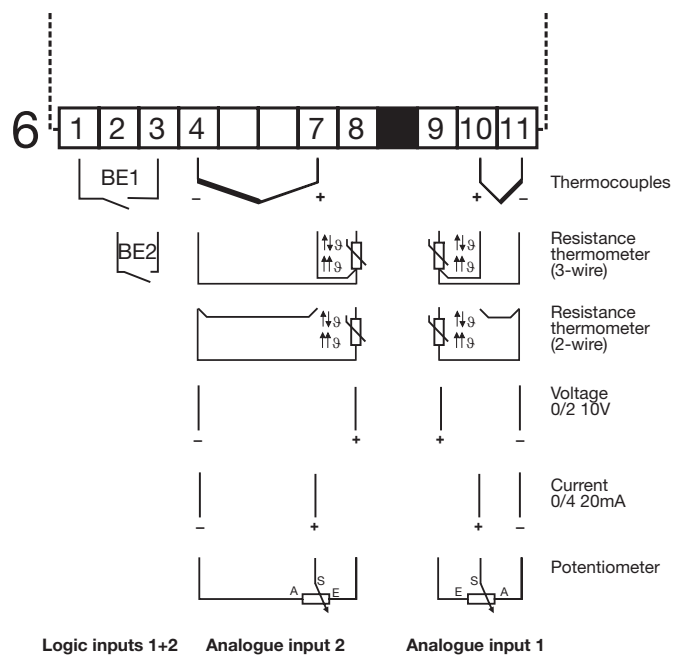 6 1 2 3 4 7 8 9 10 11
BE1
– + + –
Thermocouples
BE2
ϑ ϑ
ϑ ϑ
Resistance
thermometer
(3-wire)
ϑ ϑ
ϑ ϑ
Resistance
thermometer
(2-wire)
Voltage
0/2 10V
– + + –
Current
0/4 20mA
– + + –
Potentiometer
A S E E S A
Logic inputs 1+2 Analogue input 2 Analogue input 1